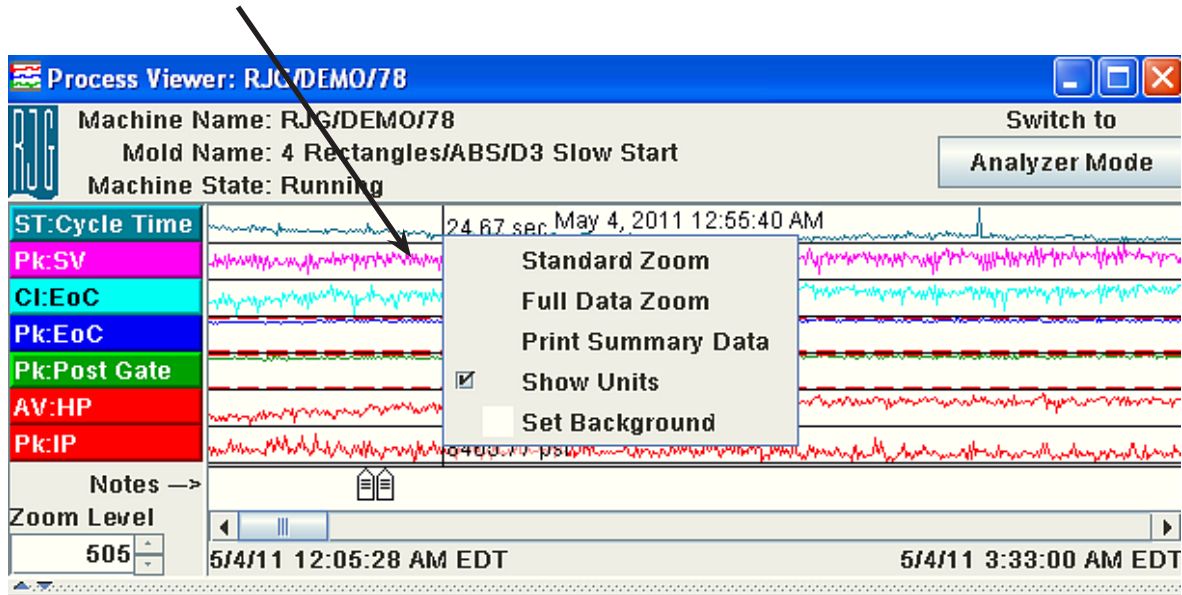 Process Viewer: RJG/DEMO/78
RJG
Machine Name: RJG/DEMO/78
Mold Name: 4 Rectangles/ABS/D3 Slow Start
Machine State: Running
Switch to
Analyzer Mode
ST:Cycle Time
24.67 sec May 4, 2011 12:55:40 AM
Pk:SV
CI:EoC
Pk:EoC
Pk:Post Gate
AV:HP
Pk:IP
Standard Zoom
Full Data Zoom
Print Summary Data
Show Units
Set Background
psi
Notes —>
Zoom Level
505
5/4/11 12:05:28 AM EDT
5/4/11 3:33:00 AM EDT